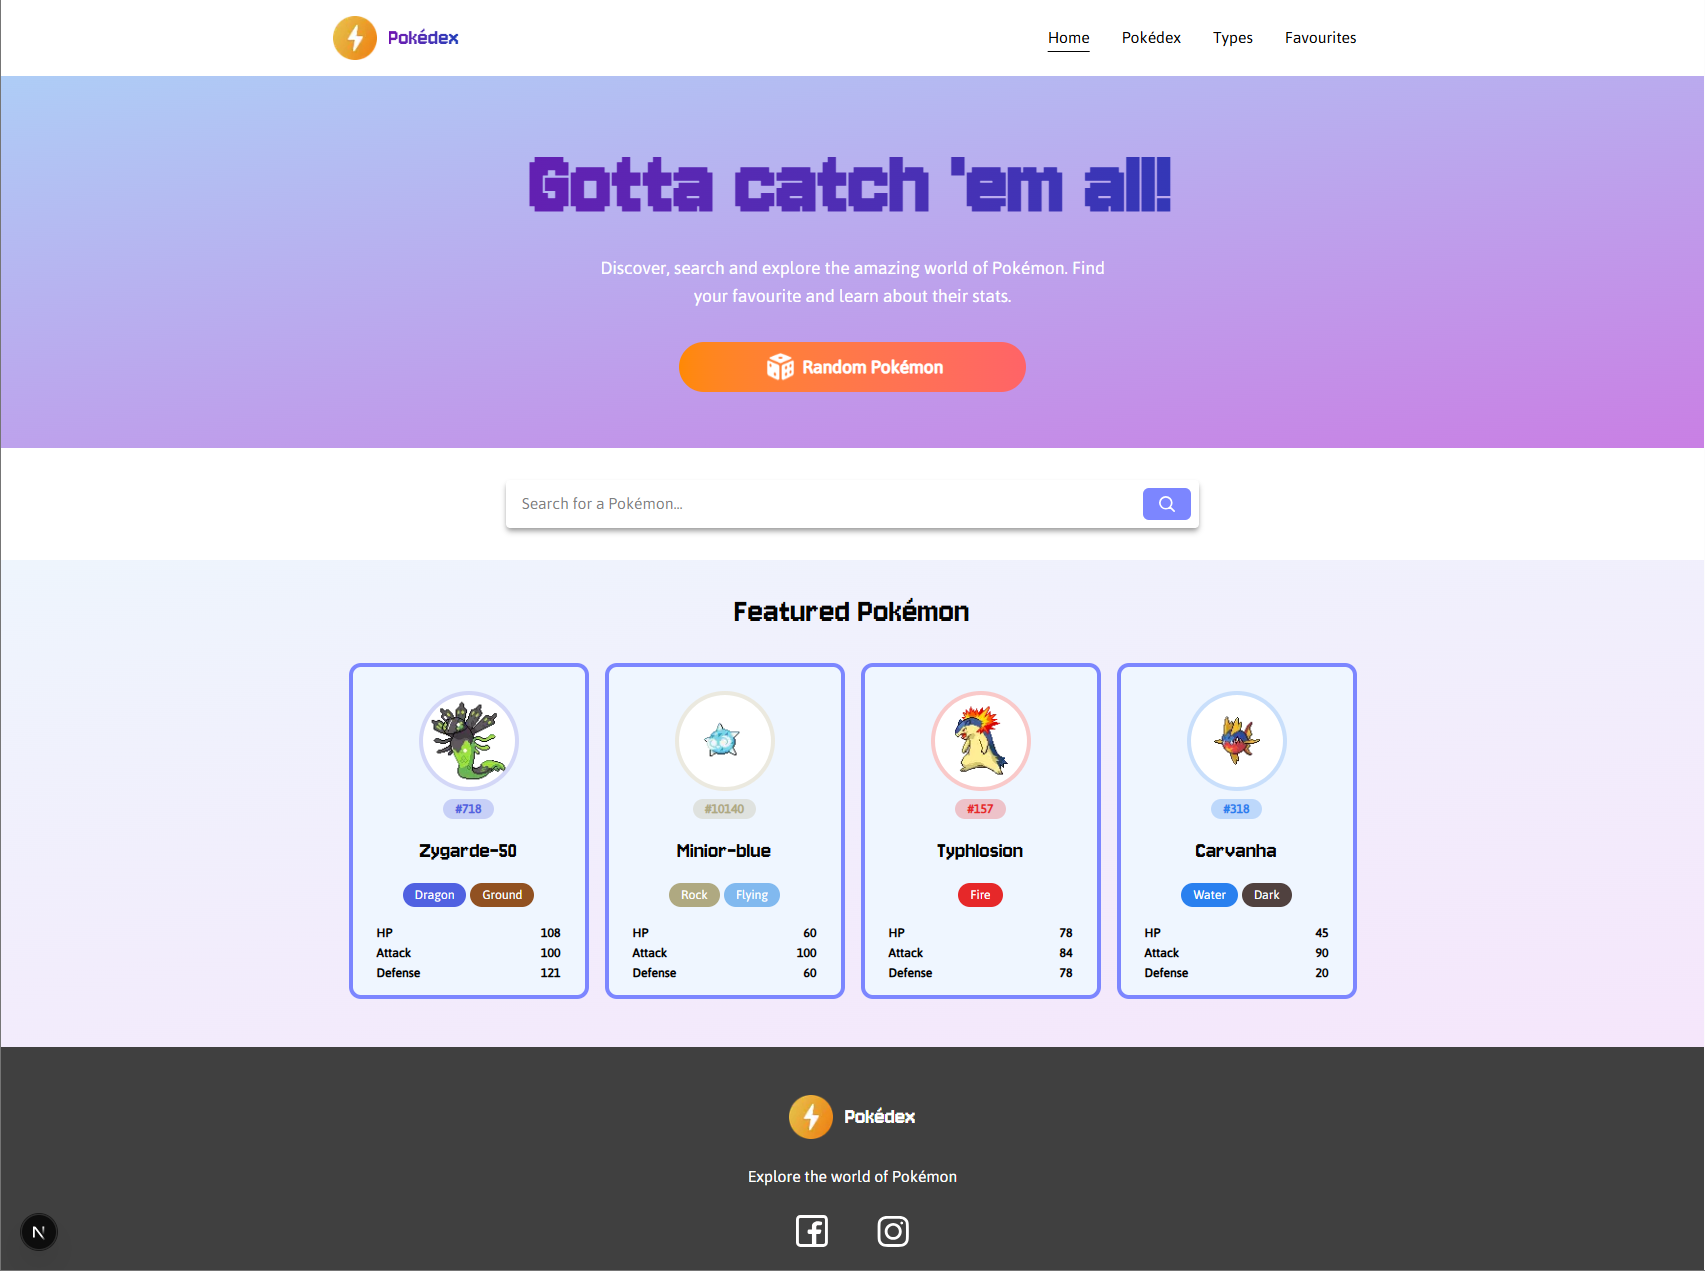 Pokédex
Home Pokédex Types Favourites
Gotta catch 'em all!
Discover, search and explore the amazing world of Pokémon. Find
your favourite and learn about their stats.
Random Pokémon
Search for a Pokémon...
Featured Pokémon
#718
Zygarde-50
Dragon Ground
HP 108
Attack 100
Defense 121
#10140
Minior-blue
Rock Flying
HP 60
Attack 100
Defense 60
#157
Typhlosion
Fire
HP 78
Attack 84
Defense 78
#318
Carvanha
Water Dark
HP 45
Attack 90
Defense 20
Pokédex
Explore the world of Pokémon
N